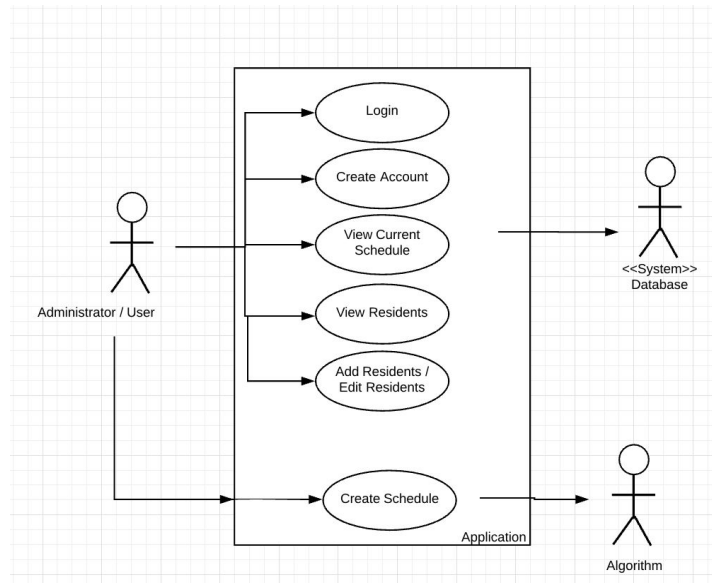 Login
Create Account
View Current
Schedule
View Residents
Add Residents /
Edit Residents
Create Schedule
Application
Administrator / User
<<System>>
Database
Algorithm